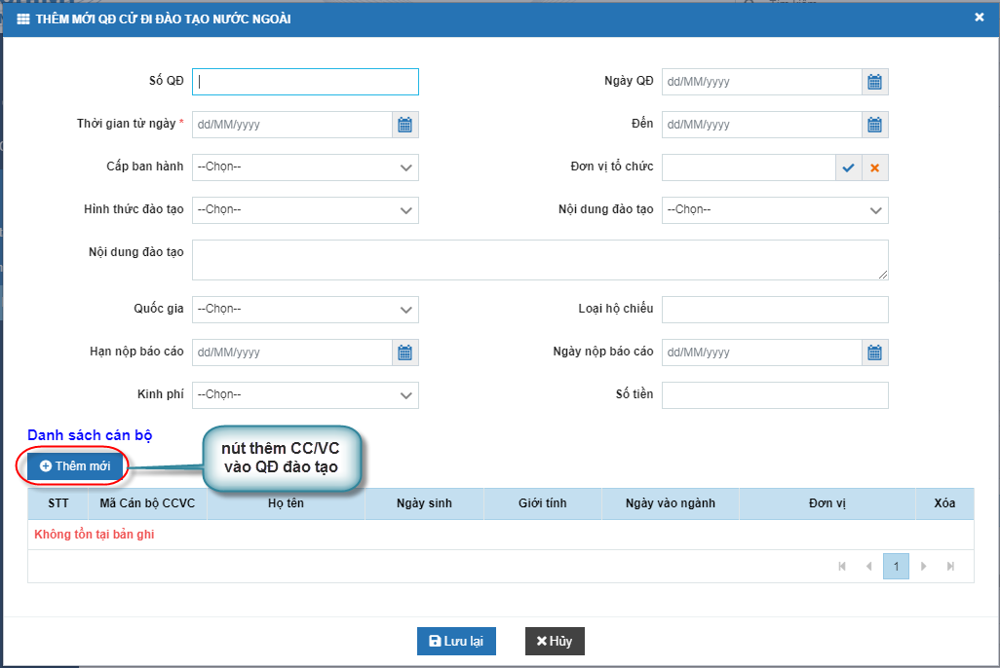 THÊM MỚI QĐ CỬ ĐI ĐÀO TẠO NƯỚC NGOÀI
Số QĐ
Ngày QĐ dd/MM/yyyy
Thời gian từ ngày * dd/MM/yyyy
Đến dd/MM/yyyy
Cấp ban hành --Chọn--
Đơn vị tổ chức
Hình thức đào tạo --Chọn--
Nội dung đào tạo --Chọn--
Nội dung đào tạo
Quốc gia --Chọn--
Loại hộ chiếu
Hạn nộp báo cáo dd/MM/yyyy
Ngày nộp báo cáo dd/MM/yyyy
Kinh phí --Chọn--
Số tiền
Danh sách cán bộ
Thêm mới
nút thêm CC/VC
vào QĐ đào tạo
STT Mã Cán bộ CCVC Họ tên Ngày sinh Giới tính Ngày vào ngành Đơn vị Xóa
Không tồn tại bản ghi
1
Lưu lại Hủy